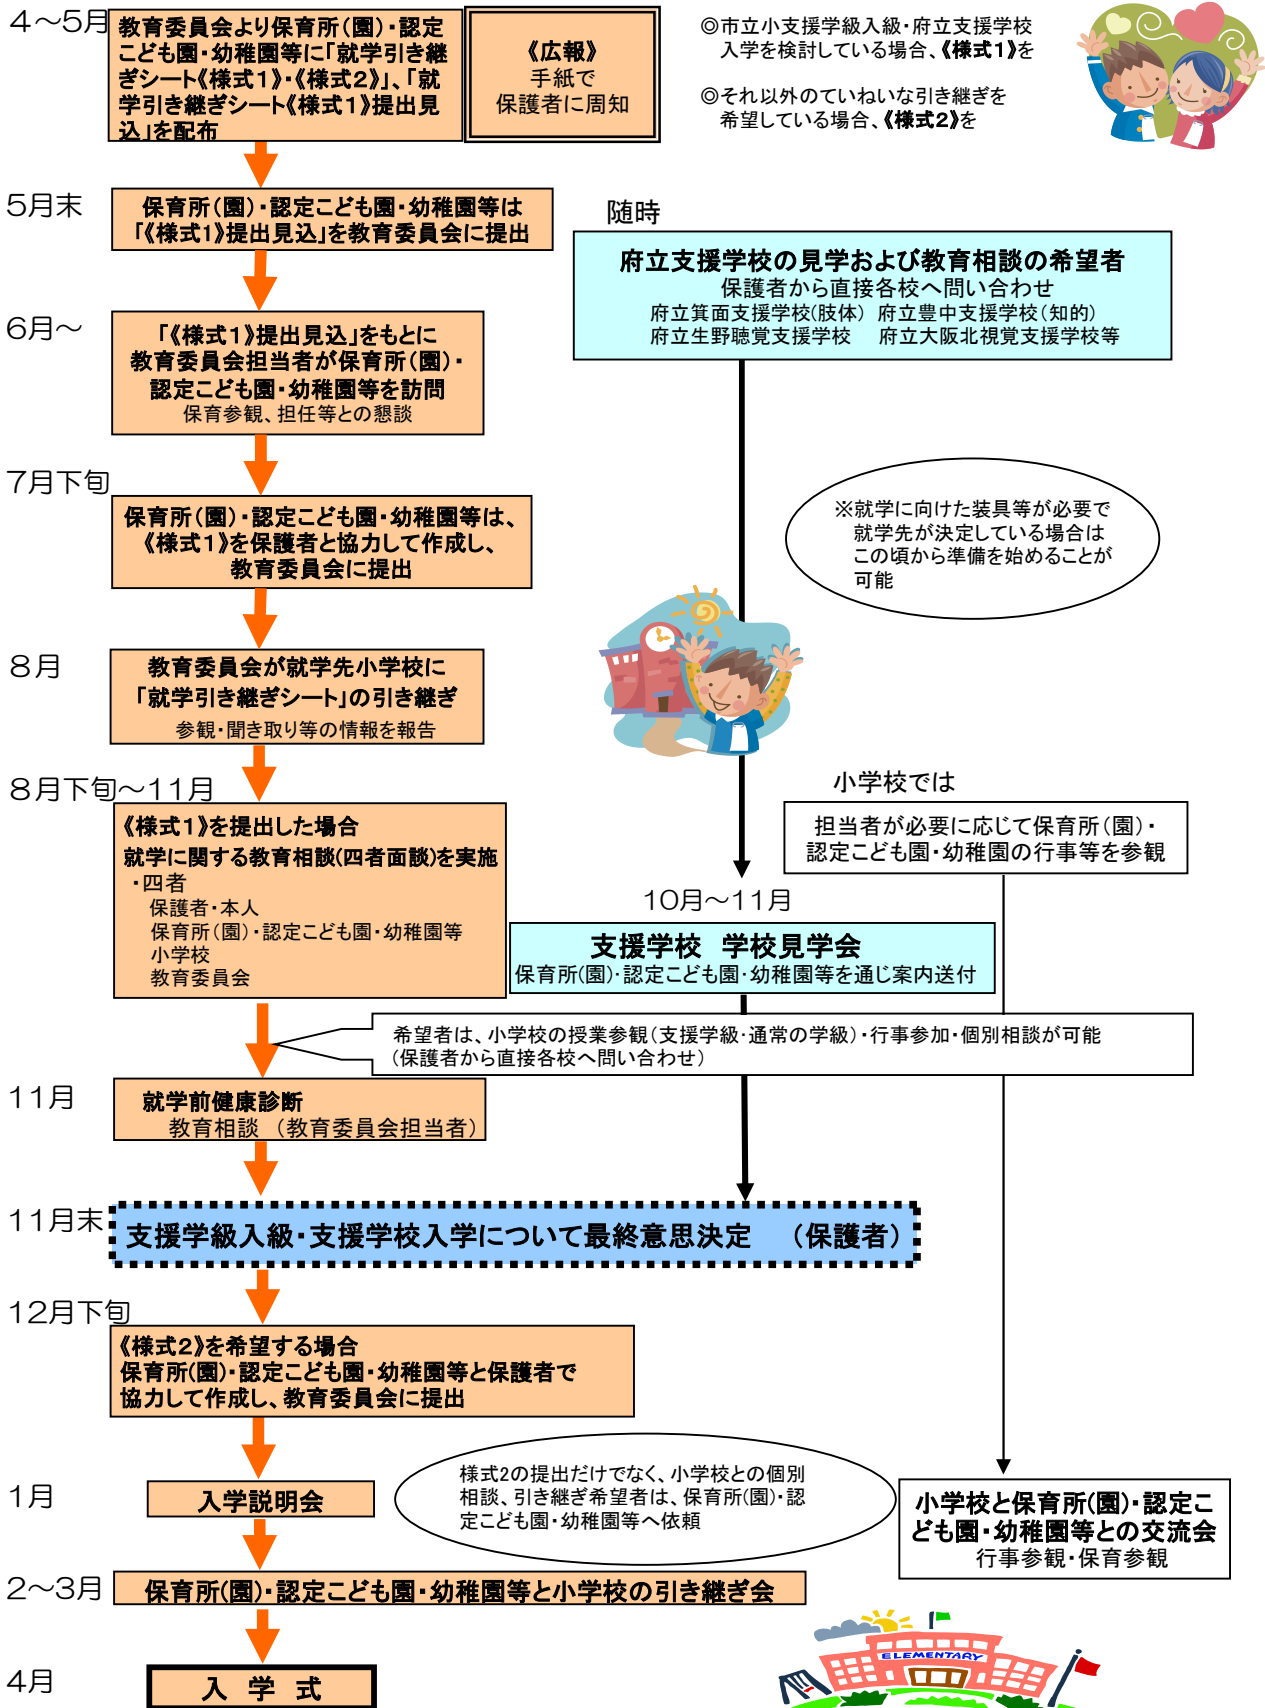 4～5月
教育委員会より保育所(園)・認定
こども園・幼稚園等に「就学引き継
ぎシート《様式1》・《様式2》」、「就
学引き継ぎシート《様式1》提出見
込」を配布
《広報》
手紙で
保護者に周知
◎市立小支援学級入級・府立支援学校
入学を検討している場合、《様式1》を
◎それ以外のていねいな引き継ぎを
希望している場合、《様式2》を
5月末
保育所(園)・認定こども園・幼稚園等は
「《様式1》提出見込」を教育委員会に提出
随時
府立支援学校の見学および教育相談の希望者
保護者から直接各校へ問い合わせ
府立箕面支援学校(肢体) 府立豊中支援学校(知的)
府立生野聴覚支援学校 府立大阪北視覚支援学校等
6月～
「《様式1》提出見込」をもとに
教育委員会担当者が保育所(園)・
認定こども園・幼稚園等を訪問
保育参観、担任等との懇談
7月下旬
保育所(園)・認定こども園・幼稚園等は、
《様式1》を保護者と協力して作成し、
教育委員会に提出
※就学に向けた装具等が必要で
就学先が決定している場合は
この頃から準備を始めることが
可能
8月
教育委員会が就学先小学校に
「就学引き継ぎシート」の引き継ぎ
参観・聞き取り等の情報を報告
8月下旬～11月
《様式1》を提出した場合
就学に関する教育相談(四者面談)を実施
・四者
保護者・本人
保育所(園)・認定こども園・幼稚園等
小学校
教育委員会
小学校では
担当者が必要に応じて保育所(園)・
認定こども園・幼稚園の行事等を参観
10月～11月
支援学校 学校見学会
保育所(園)・認定こども園・幼稚園等を通じ案内送付
希望者は、小学校の授業参観(支援学級・通常の学級)・行事参加・個別相談が可能
(保護者から直接各校へ問い合わせ)
11月
就学前健康診断
教育相談 (教育委員会担当者)
11月末
支援学級入級・支援学校入学について最終意思決定 (保護者)
12月下旬
《様式2》を希望する場合
保育所(園)・認定こども園・幼稚園等と保護者で
協力して作成し、教育委員会に提出
1月
入学説明会
様式2の提出だけでなく、小学校との個別
相談、引き継ぎ希望者は、保育所(園)・認
定こども園・幼稚園等へ依頼
小学校と保育所(園)・認定こ
ども園・幼稚園等との交流会
行事参観・保育参観
2～3月
保育所(園)・認定こども園・幼稚園等と小学校の引き継ぎ会
ELEMENTARY
4月
入 学 式